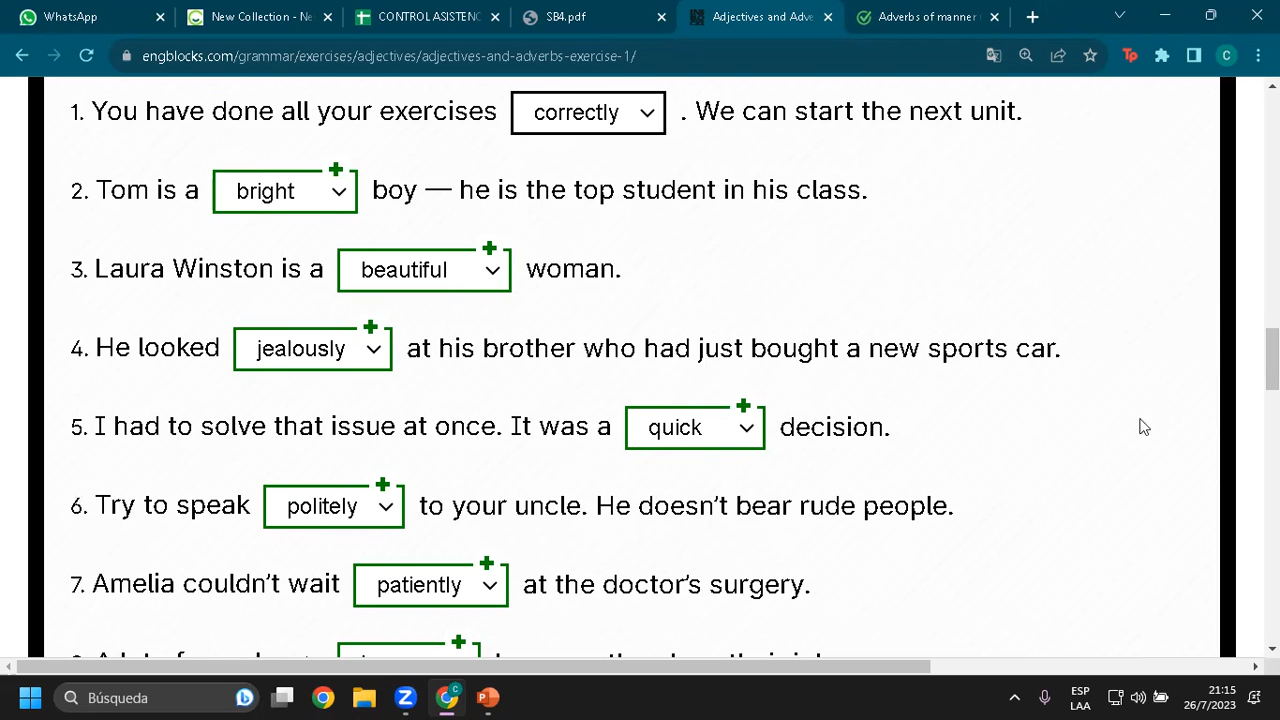 WhatsApp
New Collection - Ne
CONTROL ASISTENC
SB4.pdf
Adjectives and Adve
Adverbs of manner
engblocks.com/grammar/exercises/adjectives/adjectives-and-adverbs-exercise-1/
1. You have done all your exercises correctly . We can start the next unit.
2. Tom is a bright boy — he is the top student in his class.
3. Laura Winston is a beautiful woman.
4. He looked jealously at his brother who had just bought a new sports car.
5. I had to solve that issue at once. It was a quick decision.
6. Try to speak politely to your uncle. He doesn't bear rude people.
7. Amelia couldn't wait patiently at the doctor's surgery.
Búsqueda
ESP
LAA
21:15
26/7/2023